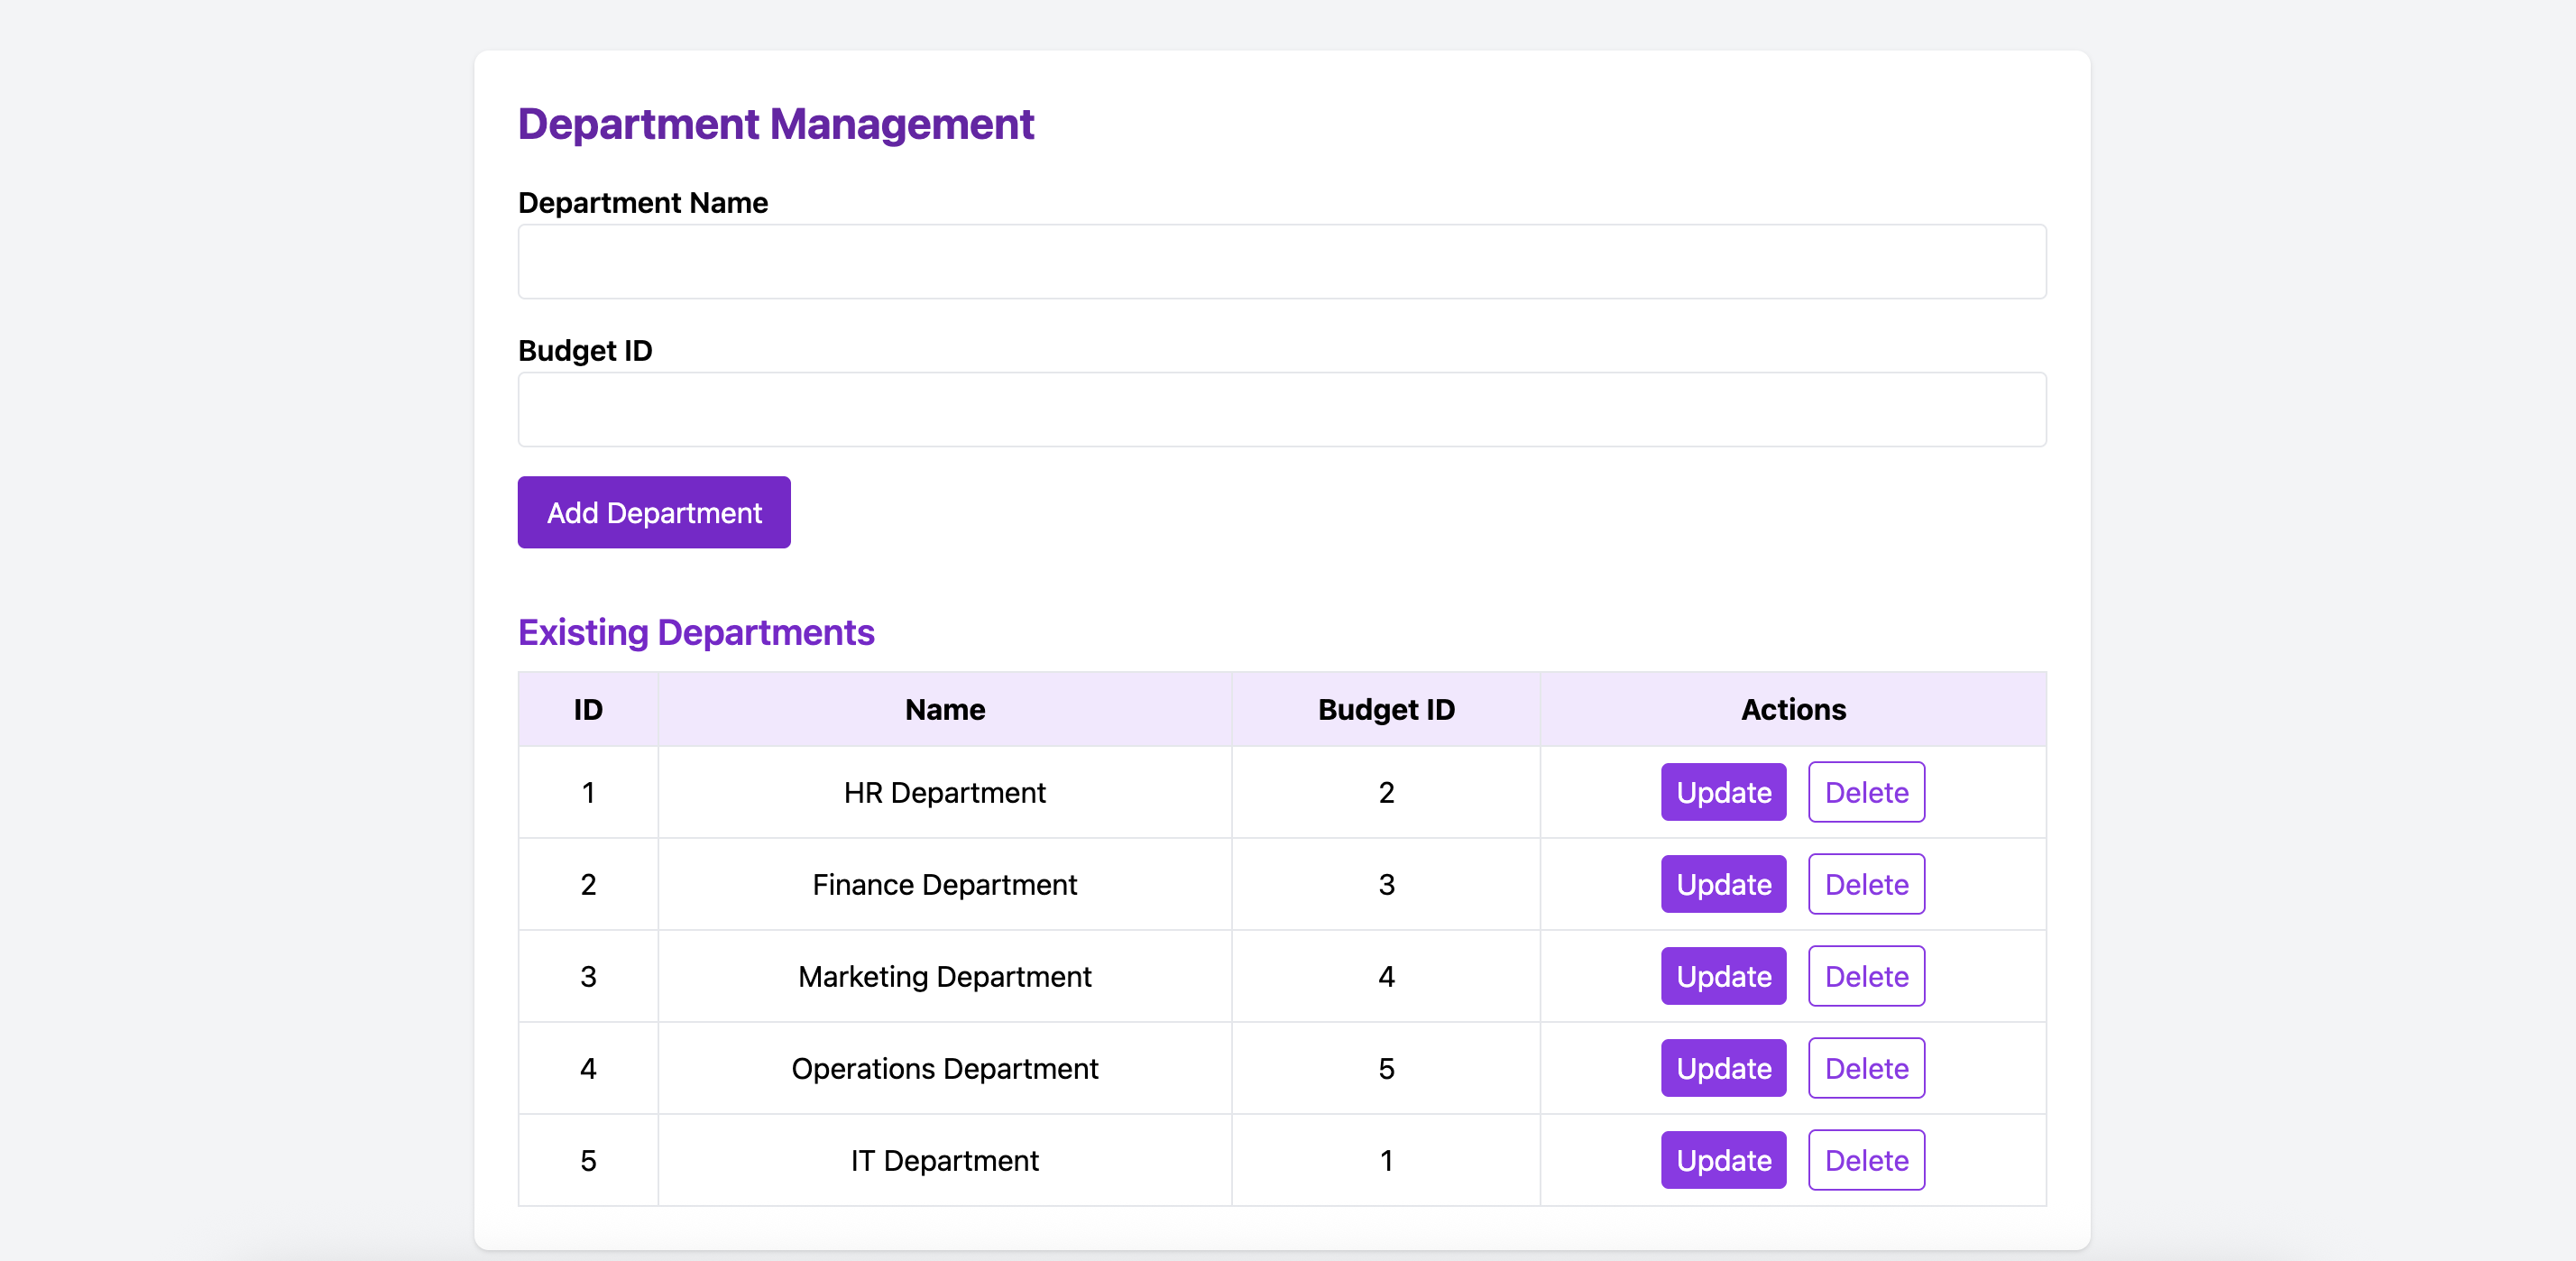 Department Management
Department Name
Budget ID
Add Department
Existing Departments
ID Name Budget ID Actions
1 HR Department 2 Update Delete
2 Finance Department 3 Update Delete
3 Marketing Department 4 Update Delete
4 Operations Department 5 Update Delete
5 IT Department 1 Update Delete